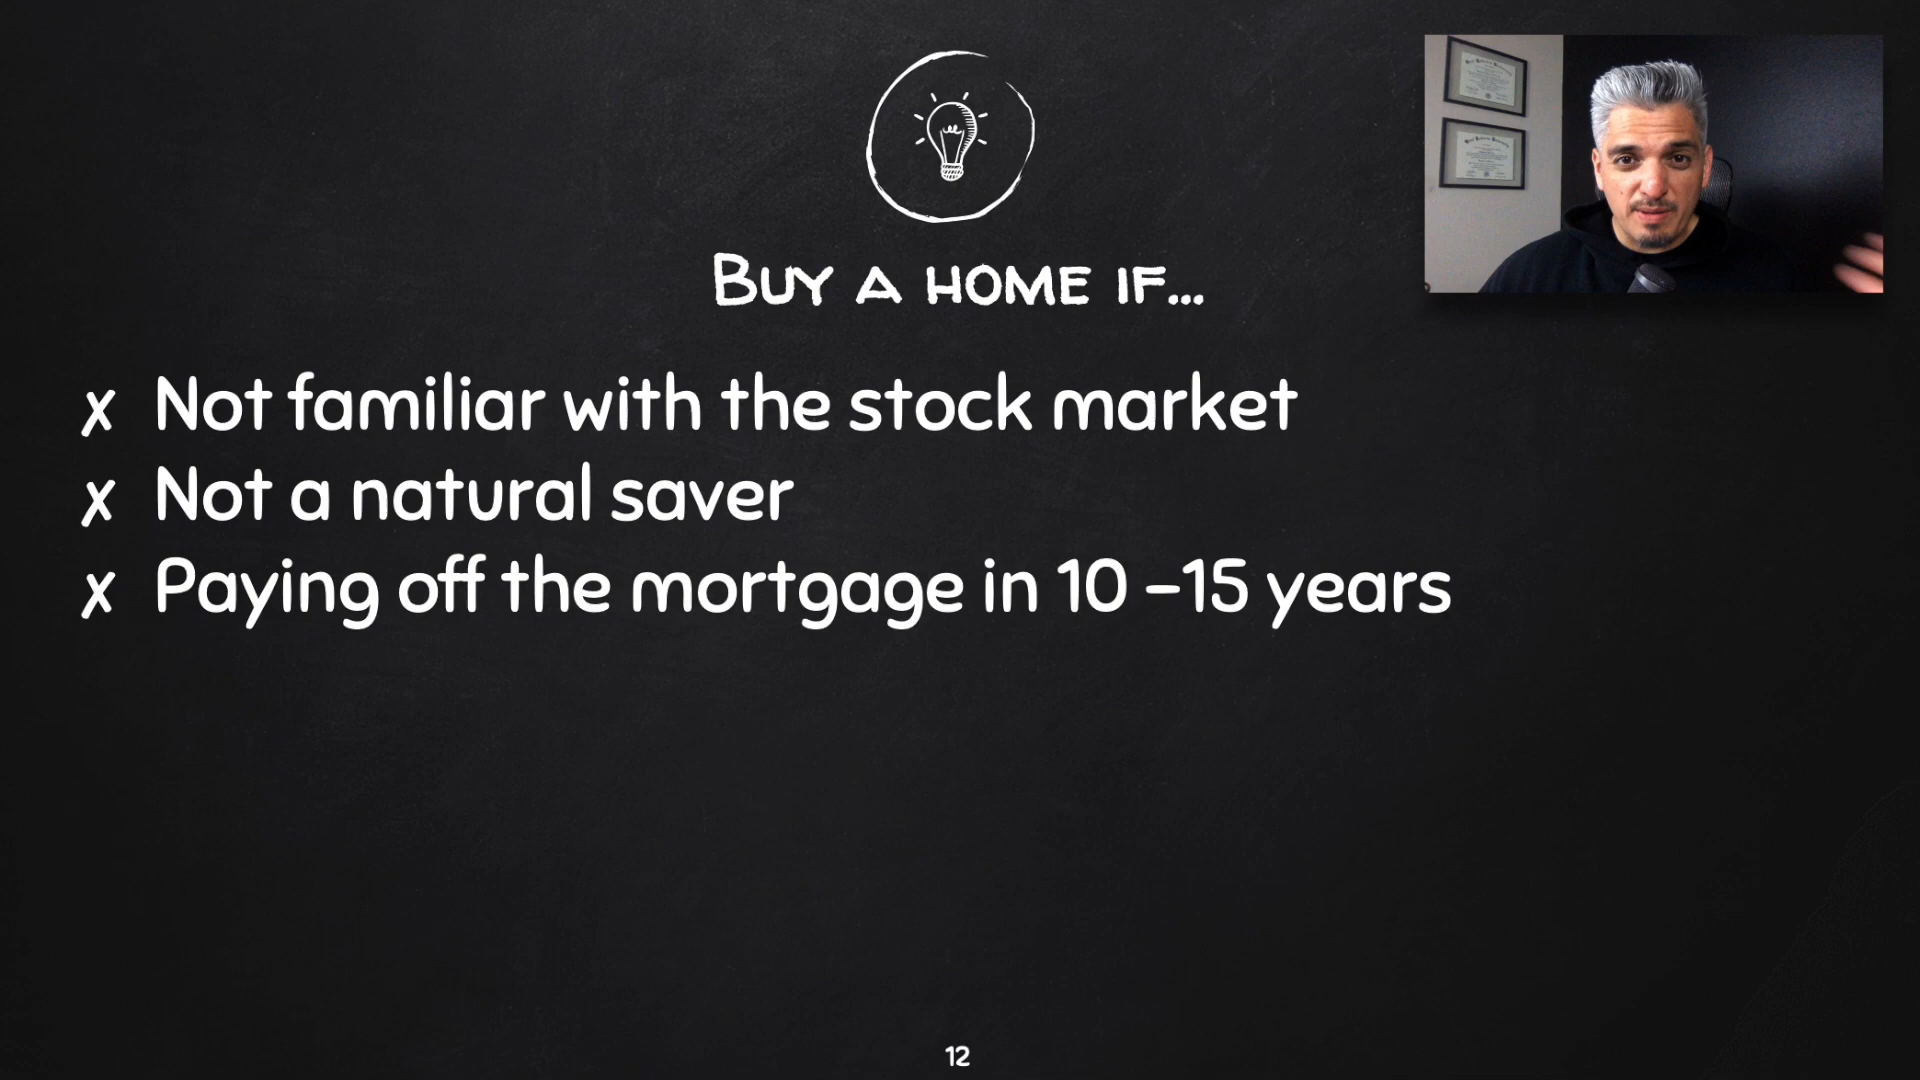 Buy a home if...
x Not familiar with the stock market
x Not a natural saver
x Paying off the mortgage in 10 –15 years
12